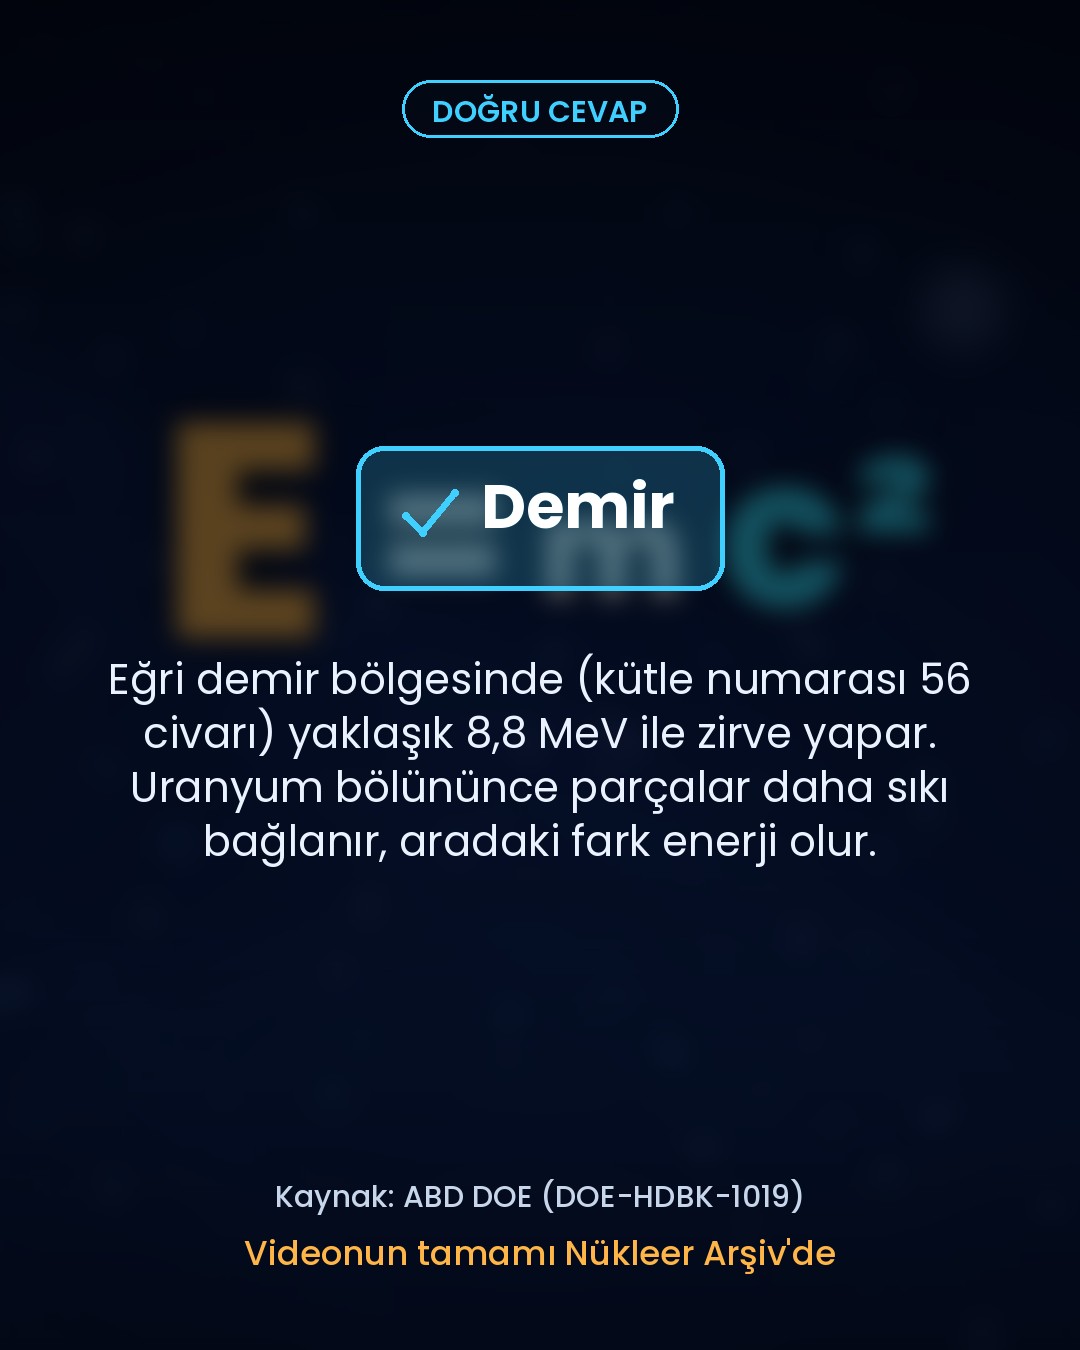 DOĞRU CEVAP
E = mc²
Demir
Eğri demir bölgesinde (kütle numarası 56
civarı) yaklaşık 8,8 MeV ile zirve yapar.
Uranyum bölününce parçalar daha sıkı
bağlanır, aradaki fark enerji olur.
Kaynak: ABD DOE (DOE-HDBK-1019)
Videonun tamamı Nükleer Arşiv'de